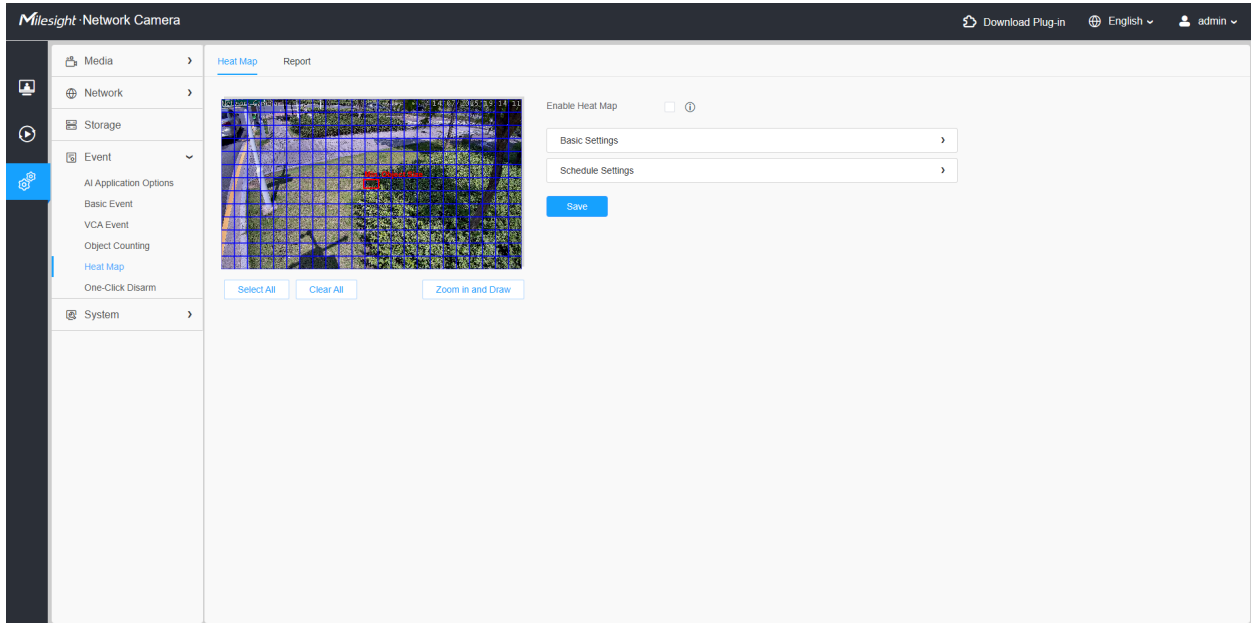 Milesight · Network Camera
Download Plug-in
English
admin
Media
Network
Storage
Event
AI Application Options
Basic Event
VCA Event
Object Counting
Heat Map
One-Click Disarm
System
Heat Map Report
Enable Heat Map
Basic Settings
Schedule Settings
Save
Select All
Clear All
Zoom in and Draw